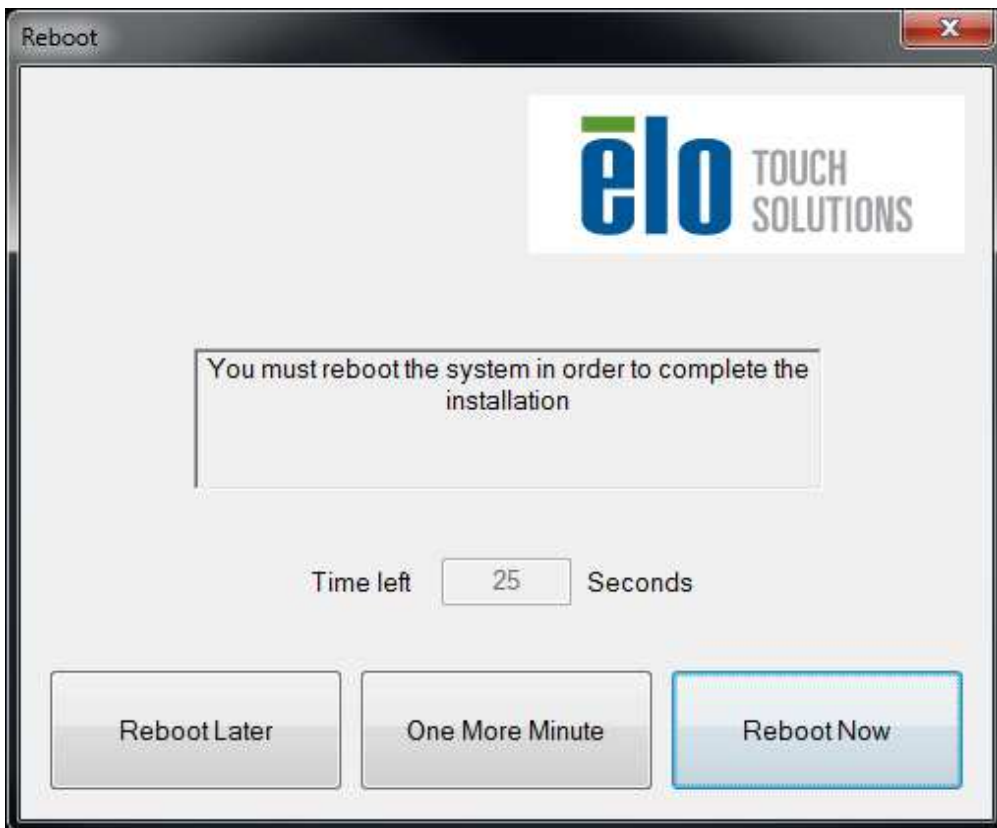 Reboot
ēlo TOUCH
SOLUTIONS
You must reboot the system in order to complete the
installation
Time left 25 Seconds
Reboot Later One More Minute Reboot Now